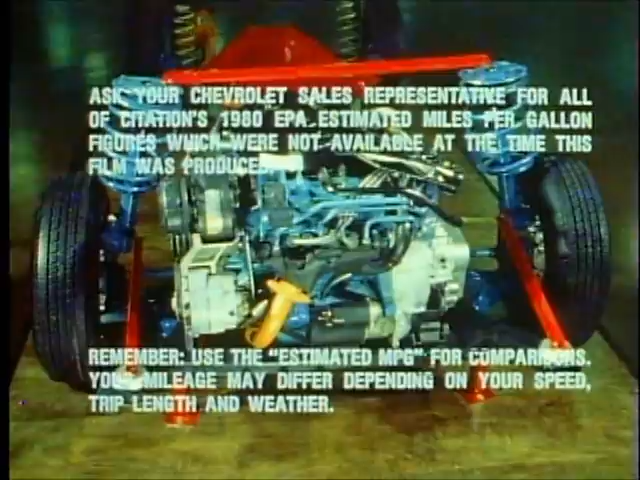 ASK YOUR CHEVROLET SALES REPRESENTATIVE FOR ALL
OF CITATION'S 1980 EPA ESTIMATED MILES PER GALLON
FIGURES WHICH WERE NOT AVAILABLE AT THE TIME THIS
FILM WAS PRODUCED.
REMEMBER: USE THE "ESTIMATED MPG" FOR COMPARISONS.
YOUR MILEAGE MAY DIFFER DEPENDING ON YOUR SPEED,
TRIP LENGTH AND WEATHER.